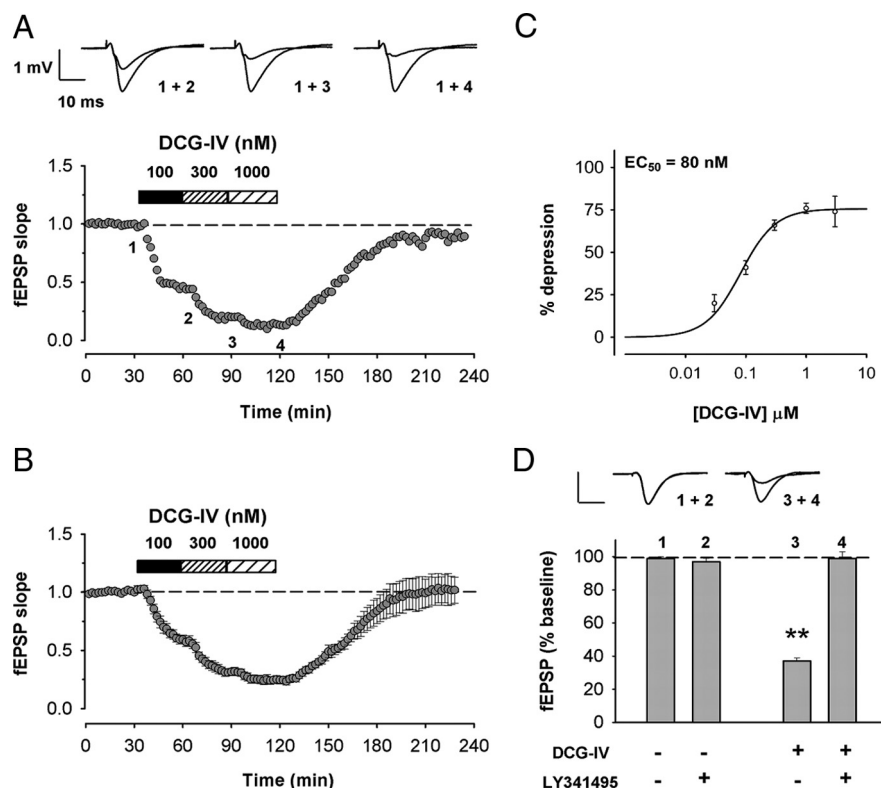 A
1 mV
10 ms
1 + 2
1 + 3
1 + 4
DCG-IV (nM)
100 300 1000
1.5
1.0
0.5
0.0
fEPSP slope
1
2
3
4
0 30 60 90 120 150 180 210 240
Time (min)
B
DCG-IV (nM)
100 300 1000
1.5
1.0
0.5
0.0
fEPSP slope
0 30 60 90 120 150 180 210 240
Time (min)
C
EC50 = 80 nM
100
75
50
25
0
% depression
0.01 0.1 1 10
[DCG-IV] μM
D
1 + 2
3 + 4
1 2 3 4
**
100
80
60
40
20
0
fEPSP (% baseline)
DCG-IV - - + +
LY341495 - + - +